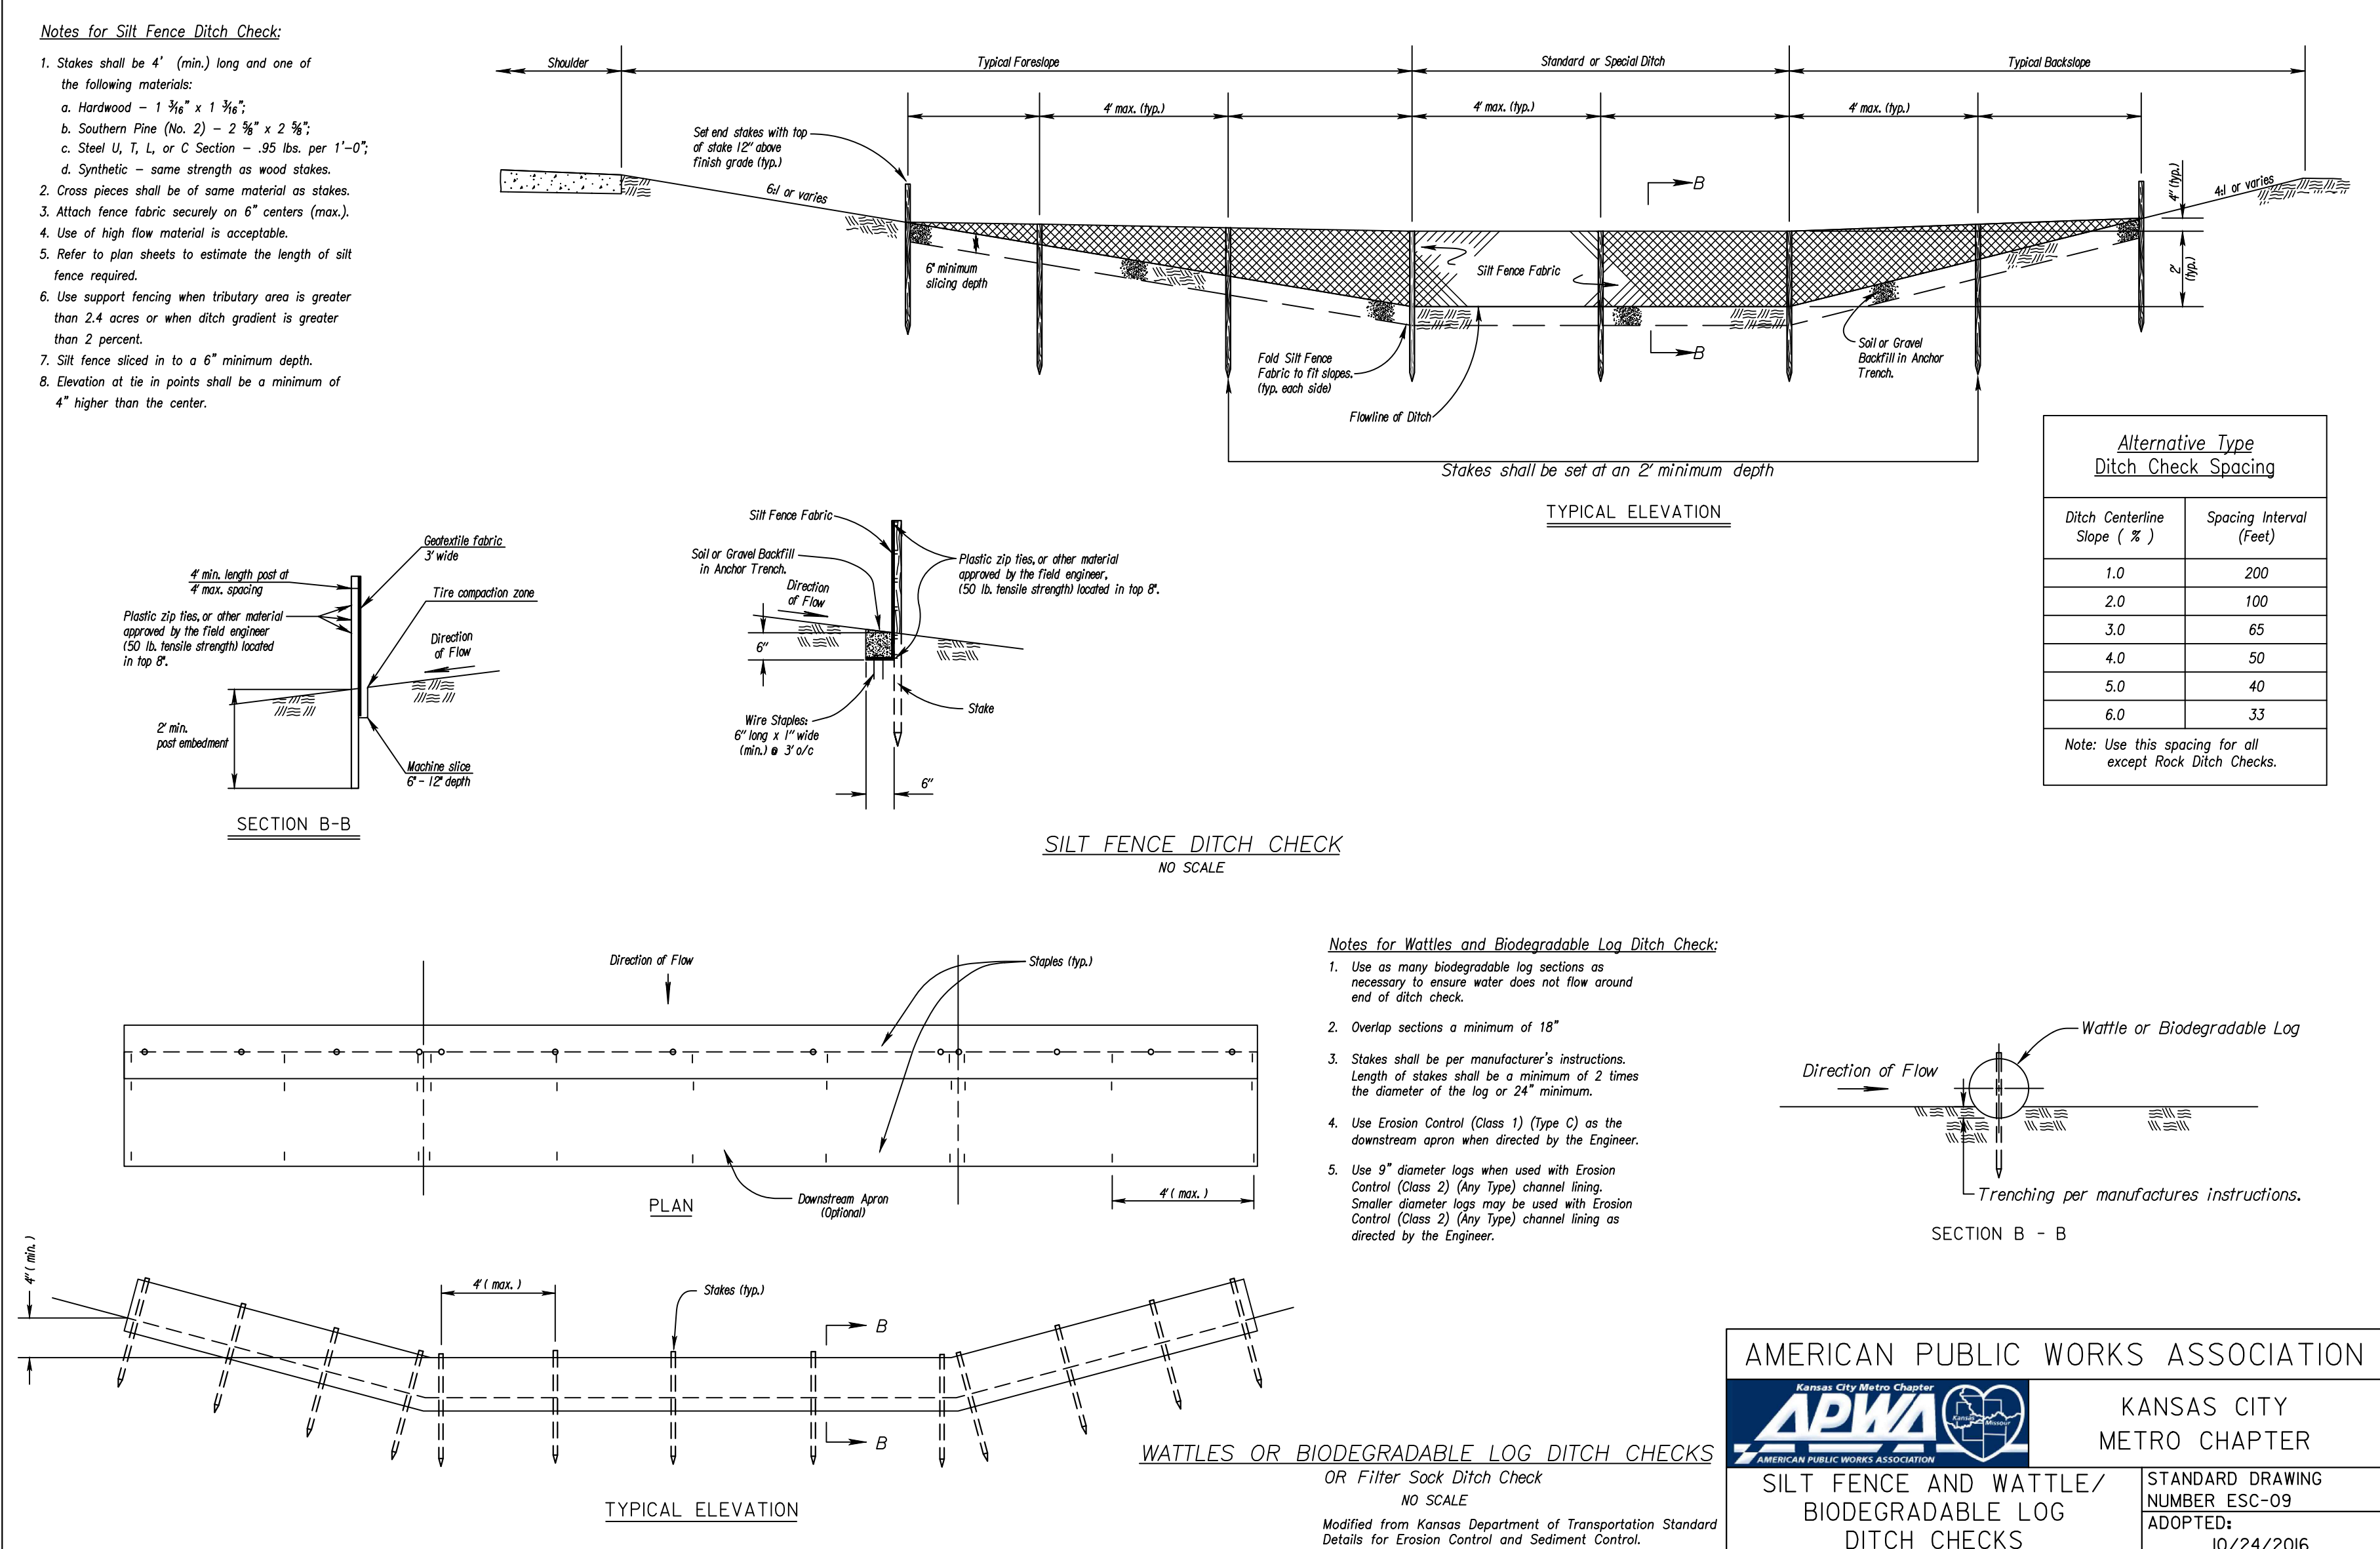 Notes for Silt Fence Ditch Check:
1. Stakes shall be 4' (min.) long and one of
the following materials:
a. Hardwood – 1 3/16" x 1 3/16";
b. Southern Pine (No. 2) – 2 5/8" x 2 5/8";
c. Steel U, T, L, or C Section – .95 lbs. per 1'-0";
d. Synthetic – same strength as wood stakes.
2. Cross pieces shall be of same material as stakes.
3. Attach fence fabric securely on 6" centers (max.).
4. Use of high flow material is acceptable.
5. Refer to plan sheets to estimate the length of silt
fence required.
6. Use support fencing when tributary area is greater
than 2.4 acres or when ditch gradient is greater
than 2 percent.
7. Silt fence sliced in to a 6" minimum depth.
8. Elevation at tie in points shall be a minimum of
4" higher than the center.
Shoulder
Typical Foreslope
Standard or Special Ditch
Typical Backslope
4' max. (typ.)
4' max. (typ.)
4' max. (typ.)
Set end stakes with top
of stake 12" above
finish grade (typ.)
6:1 or varies
B
4" (typ.)
4:1 or varies
6" minimum
slicing depth
Silt Fence Fabric
2'
(typ.)
Fold Silt Fence
Fabric to fit slopes.
(typ. each side)
B
Soil or Gravel
Backfill in Anchor
Trench.
Flowline of Ditch
Stakes shall be set at an 2' minimum depth
TYPICAL ELEVATION
Alternative Type
Ditch Check Spacing
Ditch Centerline
Slope ( % )
Spacing Interval
(Feet)
1.0 200
2.0 100
3.0 65
4.0 50
5.0 40
6.0 33
Note: Use this spacing for all
except Rock Ditch Checks.
Geotextile fabric
3' wide
4' min. length post at
4' max. spacing
Tire compaction zone
Plastic zip ties, or other material
approved by the field engineer
(50 lb. tensile strength) located
in top 8".
Direction
of Flow
2' min.
post embedment
Machine slice
6" - 12" depth
SECTION B-B
Silt Fence Fabric
Soil or Gravel Backfill
in Anchor Trench.
Plastic zip ties, or other material
approved by the field engineer,
(50 lb. tensile strength) located in top 8".
Direction
of Flow
6"
Stake
Wire Staples:
6" long x 1" wide
(min.) @ 3' o/c
6"
SILT FENCE DITCH CHECK
NO SCALE
Direction of Flow
Staples (typ.)
Downstream Apron
(Optional)
4' ( max. )
PLAN
4" ( min. )
4' ( max. )
Stakes (typ.)
B
B
TYPICAL ELEVATION
Notes for Wattles and Biodegradable Log Ditch Check:
1. Use as many biodegradable log sections as
necessary to ensure water does not flow around
end of ditch check.
2. Overlap sections a minimum of 18"
3. Stakes shall be per manufacturer's instructions.
Length of stakes shall be a minimum of 2 times
the diameter of the log or 24" minimum.
4. Use Erosion Control (Class 1) (Type C) as the
downstream apron when directed by the Engineer.
5. Use 9" diameter logs when used with Erosion
Control (Class 2) (Any Type) channel lining.
Smaller diameter logs may be used with Erosion
Control (Class 2) (Any Type) channel lining as
directed by the Engineer.
Wattle or Biodegradable Log
Direction of Flow
Trenching per manufactures instructions.
SECTION B - B
WATTLES OR BIODEGRADABLE LOG DITCH CHECKS
OR Filter Sock Ditch Check
NO SCALE
Modified from Kansas Department of Transportation Standard
Details for Erosion Control and Sediment Control.
AMERICAN PUBLIC WORKS ASSOCIATION
Kansas City Metro Chapter
APWA
Kansas Missouri
AMERICAN PUBLIC WORKS ASSOCIATION
KANSAS CITY
METRO CHAPTER
SILT FENCE AND WATTLE/
BIODEGRADABLE LOG
DITCH CHECKS
STANDARD DRAWING
NUMBER ESC-09
ADOPTED:
10/24/2016